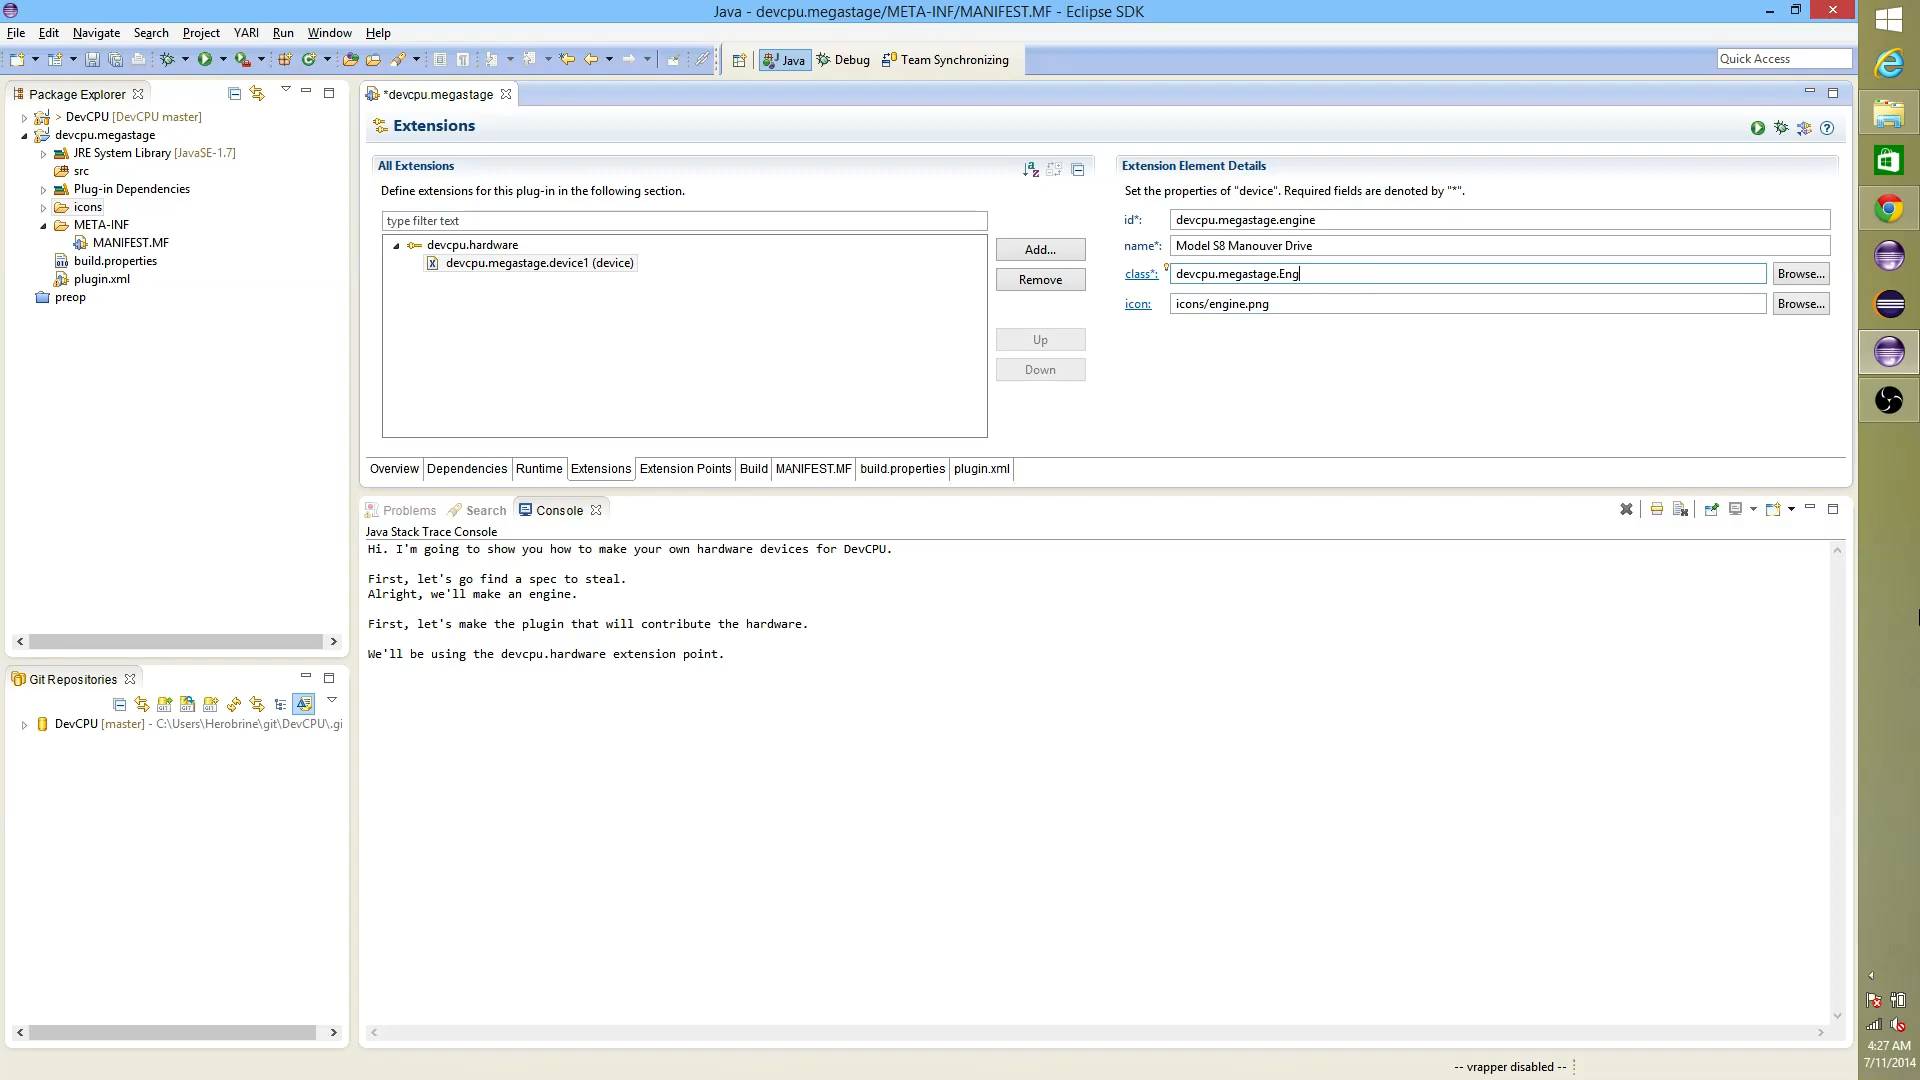 Java - devcpu.megastage/META-INF/MANIFEST.MF - Eclipse SDK
File Edit Navigate Search Project YARI Run Window Help
Java Debug Team Synchronizing Quick Access
Package Explorer
> DevCPU [DevCPU master]
devcpu.megastage
JRE System Library [JavaSE-1.7]
src
Plug-in Dependencies
icons
META-INF
MANIFEST.MF
build.properties
plugin.xml
preop
Git Repositories
DevCPU [master] - C:\Users\Herobrine\git\DevCPU\.gi
*devcpu.megastage
Extensions
All Extensions
Define extensions for this plug-in in the following section.
type filter text
devcpu.hardware
devcpu.megastage.device1 (device)
Add...
Remove
Up
Down
Extension Element Details
Set the properties of "device". Required fields are denoted by "*".
id*: devcpu.megastage.engine
name*: Model S8 Manouver Drive
class*: devcpu.megastage.Eng Browse...
icon: icons/engine.png Browse...
Overview Dependencies Runtime Extensions Extension Points Build MANIFEST.MF build.properties plugin.xml
Problems Search Console
Java Stack Trace Console
Hi. I'm going to show you how to make your own hardware devices for DevCPU.
First, let's go find a spec to steal.
Alright, we'll make an engine.
First, let's make the plugin that will contribute the hardware.
We'll be using the devcpu.hardware extension point.
-- vrapper disabled --
4:27 AM
7/11/2014